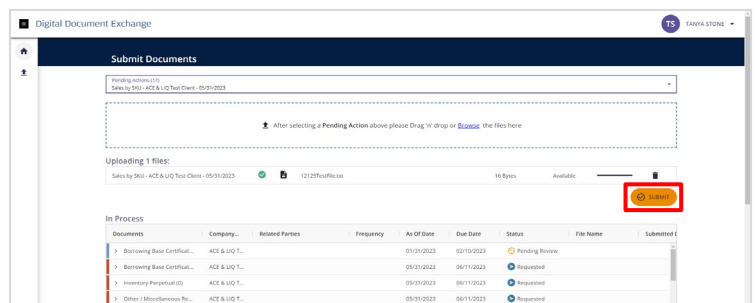 Digital Document Exchange
TS TANYA STONE
Submit Documents
Pending Actions (17)
Sales by SKU - ACE & LIQ Test Client - 05/31/2023
After selecting a Pending Action above please Drag 'n' drop or Browse the files here
Uploading 1 files:
Sales by SKU - ACE & LIQ Test Client - 05/31/2023 12125Testfile.txt 16 Bytes Available
SUBMIT
In Process
Documents Company... Related Parties Frequency As Of Date Due Date Status File Name Submitted D
> Borrowing Base Certificat... ACE & LIQ T... 01/31/2023 02/10/2023 Pending Review
> Borrowing Base Certificat... ACE & LIQ T... 05/31/2023 06/11/2023 Requested
> Inventory Perpetual (0) ACE & LIQ T... 05/31/2023 06/11/2023 Requested
> Other / Miscellaneous Re... ACE & LIQ T... 05/31/2023 06/11/2023 Requested